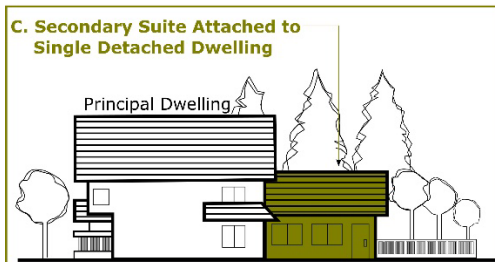 C. Secondary Suite Attached to
Single Detached Dwelling
Principal Dwelling